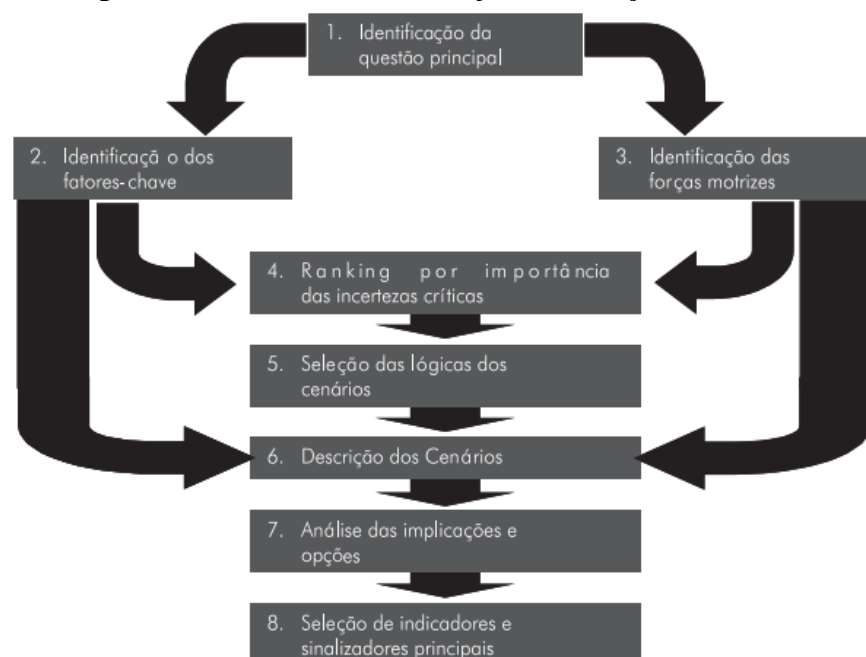 1. Identificação da
questão principal
2. Identificaçã o dos
fatores-chave
3. Identificação das
forças motrizes
4. Ranking por importância
das incertezas críticas
5. Seleção das lógicas dos
cenários
6. Descrição dos Cenários
7. Análise das implicações e
opções
8. Seleção de indicadores e
sinalizadores principais